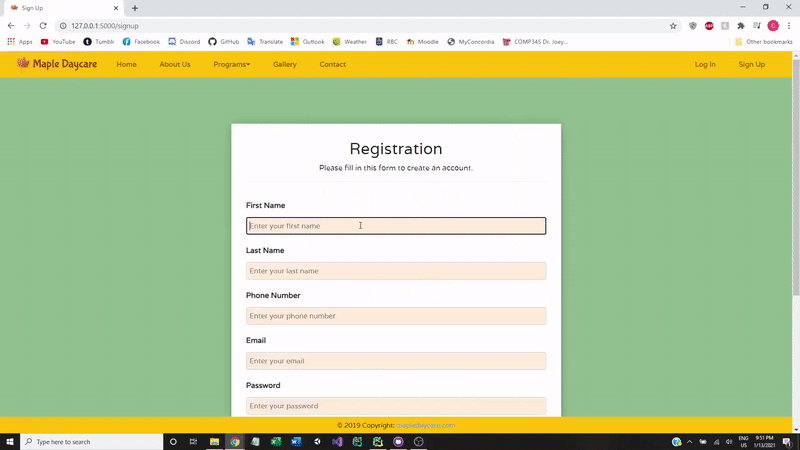 Sign Up
127.0.0.1:5000/signup
Apps YouTube Tumblr Facebook Discord GitHub Translate Outlook Weather RBC Moodle MyConcordia COMP345 Dr. Joey... Other bookmarks
Maple Daycare Home About Us Programs Gallery Contact Log In Sign Up
Registration
Please fill in this form to create an account.
First Name
Enter your first name
Last Name
Enter your last name
Phone Number
Enter your phone number
Email
Enter your email
Password
Enter your password
© 2019 Copyright: mapledaycare.com
Type here to search
ENG 9:51 PM
US 1/13/2021